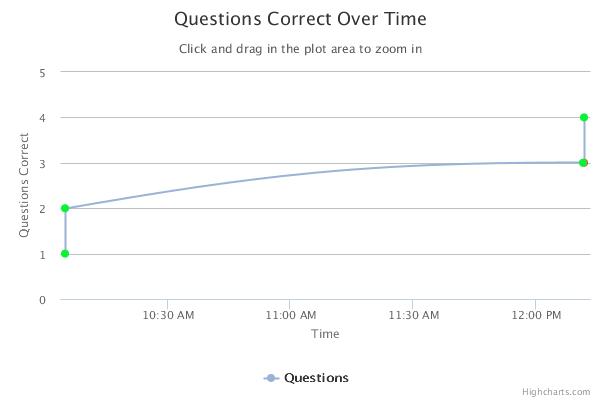 Questions Correct Over Time
Click and drag in the plot area to zoom in
Questions Correct
5
4
3
2
1
0
10:30 AM
11:00 AM
11:30 AM
12:00 PM
Time
Questions
Highcharts.com